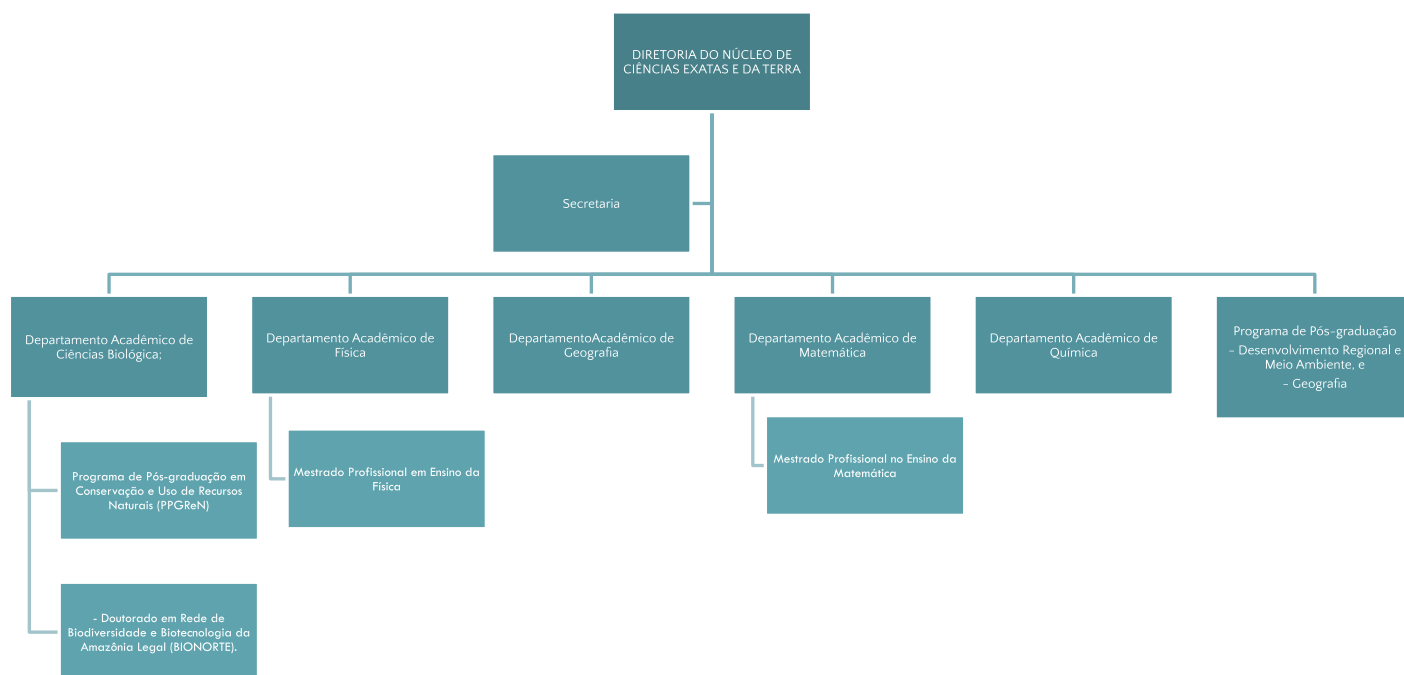 DIRETORIA DO NÚCLEO DE
CIÊNCIAS EXATAS E DA TERRA
Secretaria
Departamento Acadêmico de
Ciências Biológica;
Departamento Acadêmico de
Física
DepartamentoAcadêmico de
Geografia
Departamento Acadêmico de
Matemática
Departamento Acadêmico de
Química
Programa de Pós-graduação
- Desenvolvimento Regional e
Meio Ambiente, e
- Geografia
Programa de Pós-graduação em
Conservação e Uso de Recursos
Naturais (PPGReN)
Mestrado Profissional em Ensino da
Física
Mestrado Profissional no Ensino da
Matemática
- Doutorado em Rede de
Biodiversidade e Biotecnologia da
Amazônia Legal (BIONORTE).